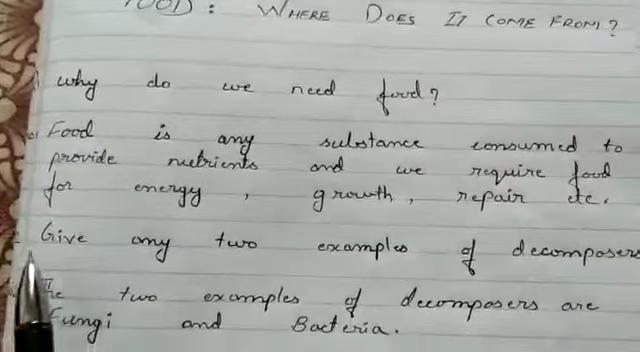 FOOD : WHERE DOES IT COME FROM?
why do we need food?
Food is any substance consumed to
provide nutrients and we require food
for energy, growth, repair etc.
Give any two examples of decomposers
The two examples of decomposers are
Fungi and Bacteria.